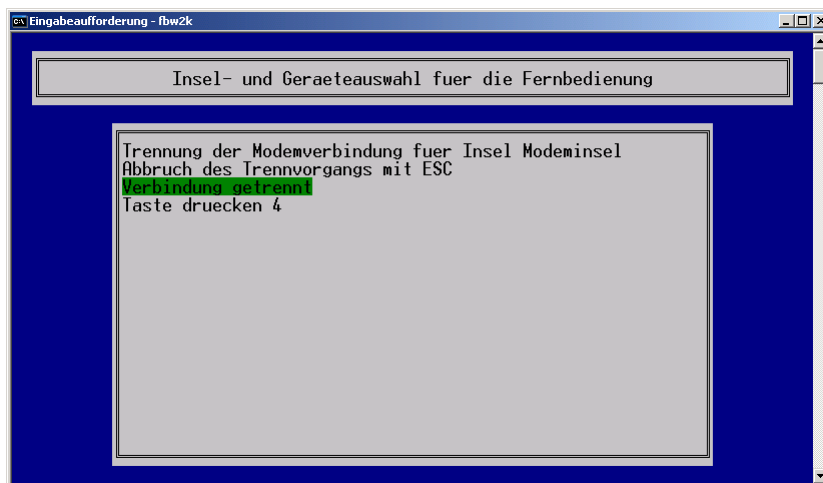 Eingabeaufforderung - fbw2k
Insel- und Geraeteauswahl fuer die Fernbedienung
Trennung der Modemverbindung fuer Insel Modeminsel
Abbruch des Trennvorgangs mit ESC
Verbindung getrennt
Taste druecken 4